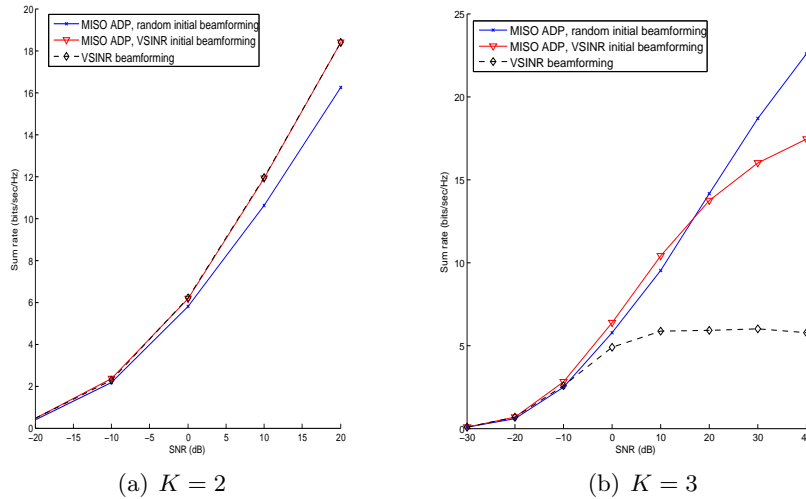 MISO ADP, random initial beamforming
MISO ADP, VSINR initial beamforming
VSINR beamforming
Sum rate (bits/sec/Hz)
20
18
16
14
12
10
8
6
4
2
0
−20
−15
−10
−5
0
5
10
15
20
SNR (dB)
(a) K = 2
MISO ADP, random initial beamforming
MISO ADP, VSINR initial beamforming
VSINR beamforming
Sum rate (bits/sec/Hz)
25
20
15
10
5
0
−30
−20
−10
0
10
20
30
SNR (dB)
(b) K = 3